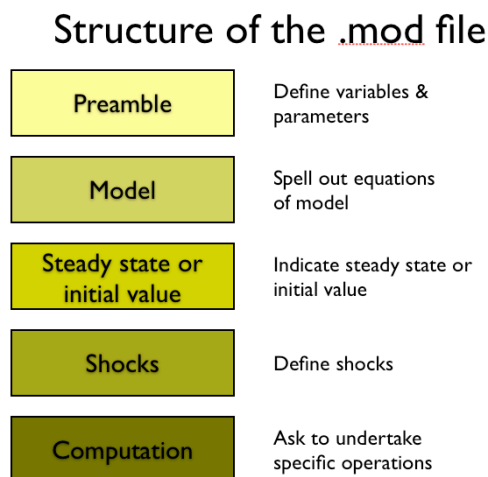 Structure of the .mod file
Preamble
Define variables &
parameters
Model
Spell out equations
of model
Steady state or
initial value
Indicate steady state or
initial value
Shocks
Define shocks
Computation
Ask to undertake
specific operations